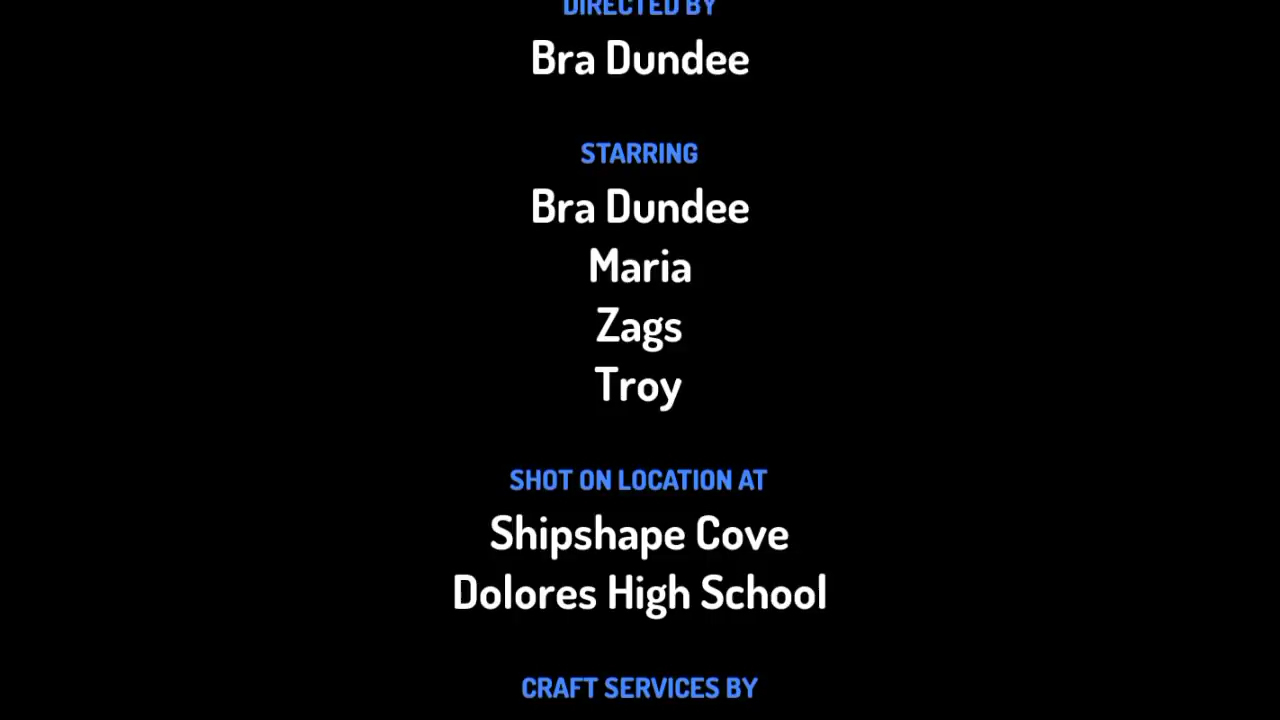 DIRECTED BY
Bra Dundee
STARRING
Bra Dundee
Maria
Zags
Troy
SHOT ON LOCATION AT
Shipshape Cove
Dolores High School
CRAFT SERVICES BY